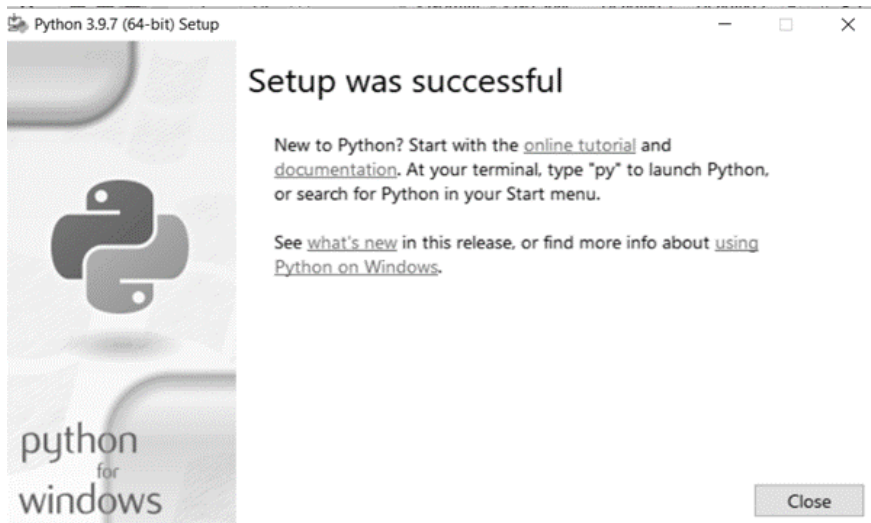 Python 3.9.7 (64-bit) Setup
Setup was successful
New to Python? Start with the online tutorial and
documentation. At your terminal, type "py" to launch Python,
or search for Python in your Start menu.
See what's new in this release, or find more info about using
Python on Windows.
python
for
windows
Close